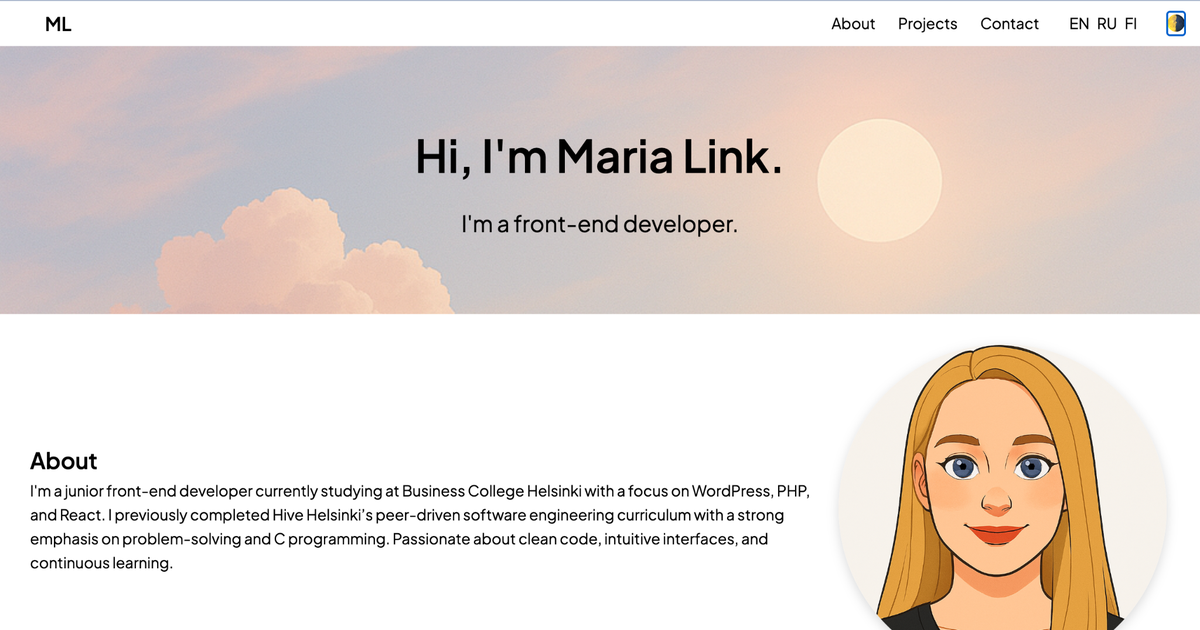 ML
About Projects Contact EN RU FI
Hi, I'm Maria Link.
I'm a front-end developer.
About
I'm a junior front-end developer currently studying at Business College Helsinki with a focus on WordPress, PHP,
and React. I previously completed Hive Helsinki’s peer-driven software engineering curriculum with a strong
emphasis on problem-solving and C programming. Passionate about clean code, intuitive interfaces, and
continuous learning.